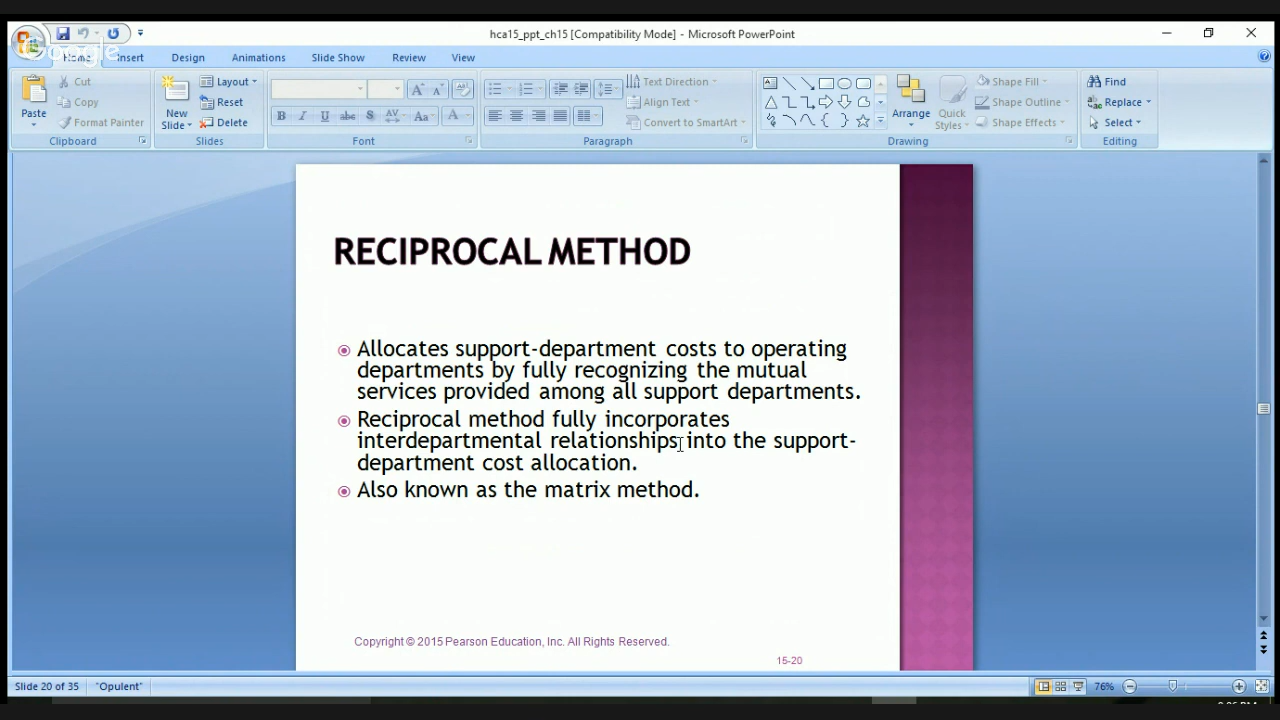 hca15_ppt_ch15 [Compatibility Mode] - Microsoft PowerPoint
Google
Home Insert Design Slide Show Animations Review View
Paste
Cut
Copy
Format Painter
Clipboard
New Slide
Layout
Reset
Delete
Slides
B I U abc S AV Aa A
Font
Text Direction
Align Text
Convert to SmartArt
Paragraph
Arrange
Quick Styles
Shape Fill
Shape Outline
Shape Effects
Drawing
Find
Replace
Select
Editing
RECIPROCAL METHOD
Allocates support-department costs to operating
departments by fully recognizing the mutual
services provided among all support departments.
Reciprocal method fully incorporates
interdepartmental relationships into the support-
department cost allocation.
Also known as the matrix method.
Copyright © 2015 Pearson Education, Inc. All Rights Reserved.
15-20
Slide 20 of 35 "Opulent" 76%